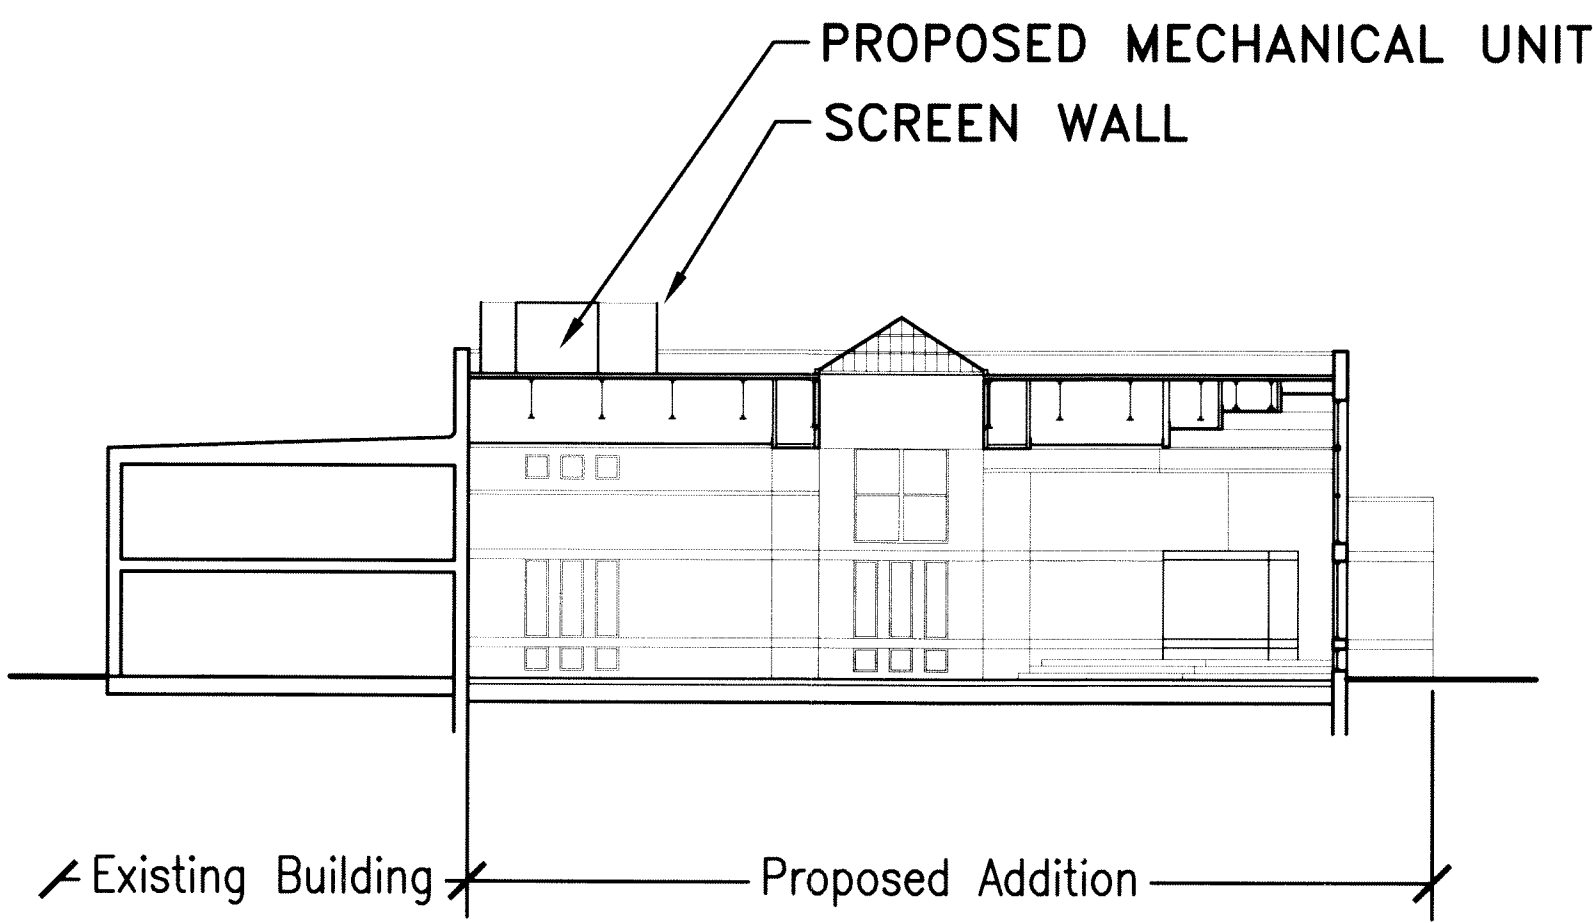 PROPOSED MECHANICAL UNIT
SCREEN WALL
Existing Building
Proposed Addition